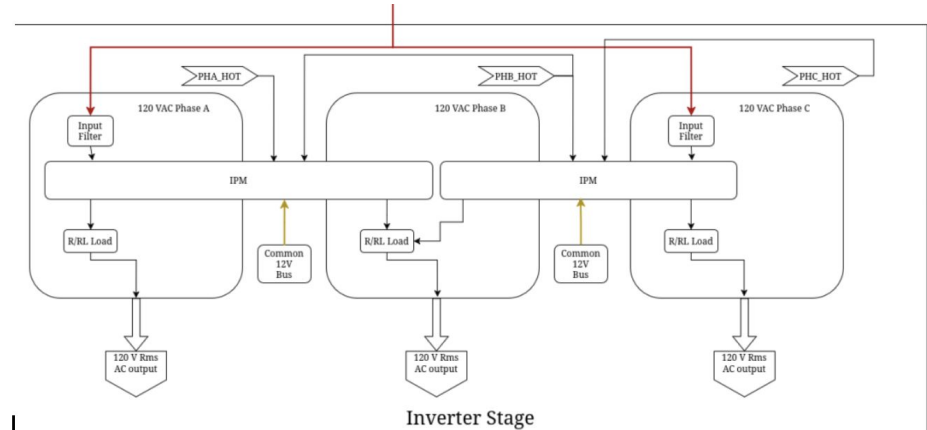 PHA_HOT
PHB_HOT
PHC_HOT
120 VAC Phase A
120 VAC Phase B
120 VAC Phase C
Input
Filter
Input
Filter
IPM
IPM
R/RL Load
R/RL Load
R/RL Load
Common
12V
Bus
Common
12V
Bus
120 V Rms
AC output
120 V Rms
AC output
120 V Rms
AC output
Inverter Stage